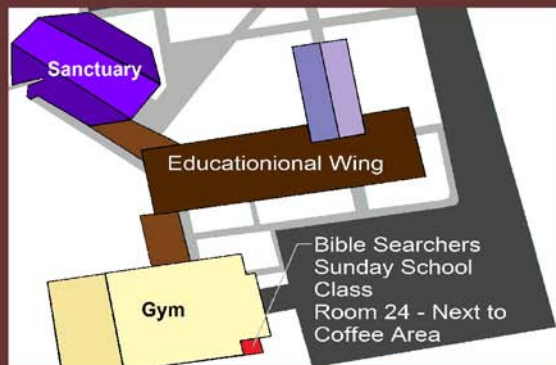 Sanctuary
Educationional Wing
Bible Searchers
Sunday School
Class
Room 24 - Next to
Coffee Area
Gym